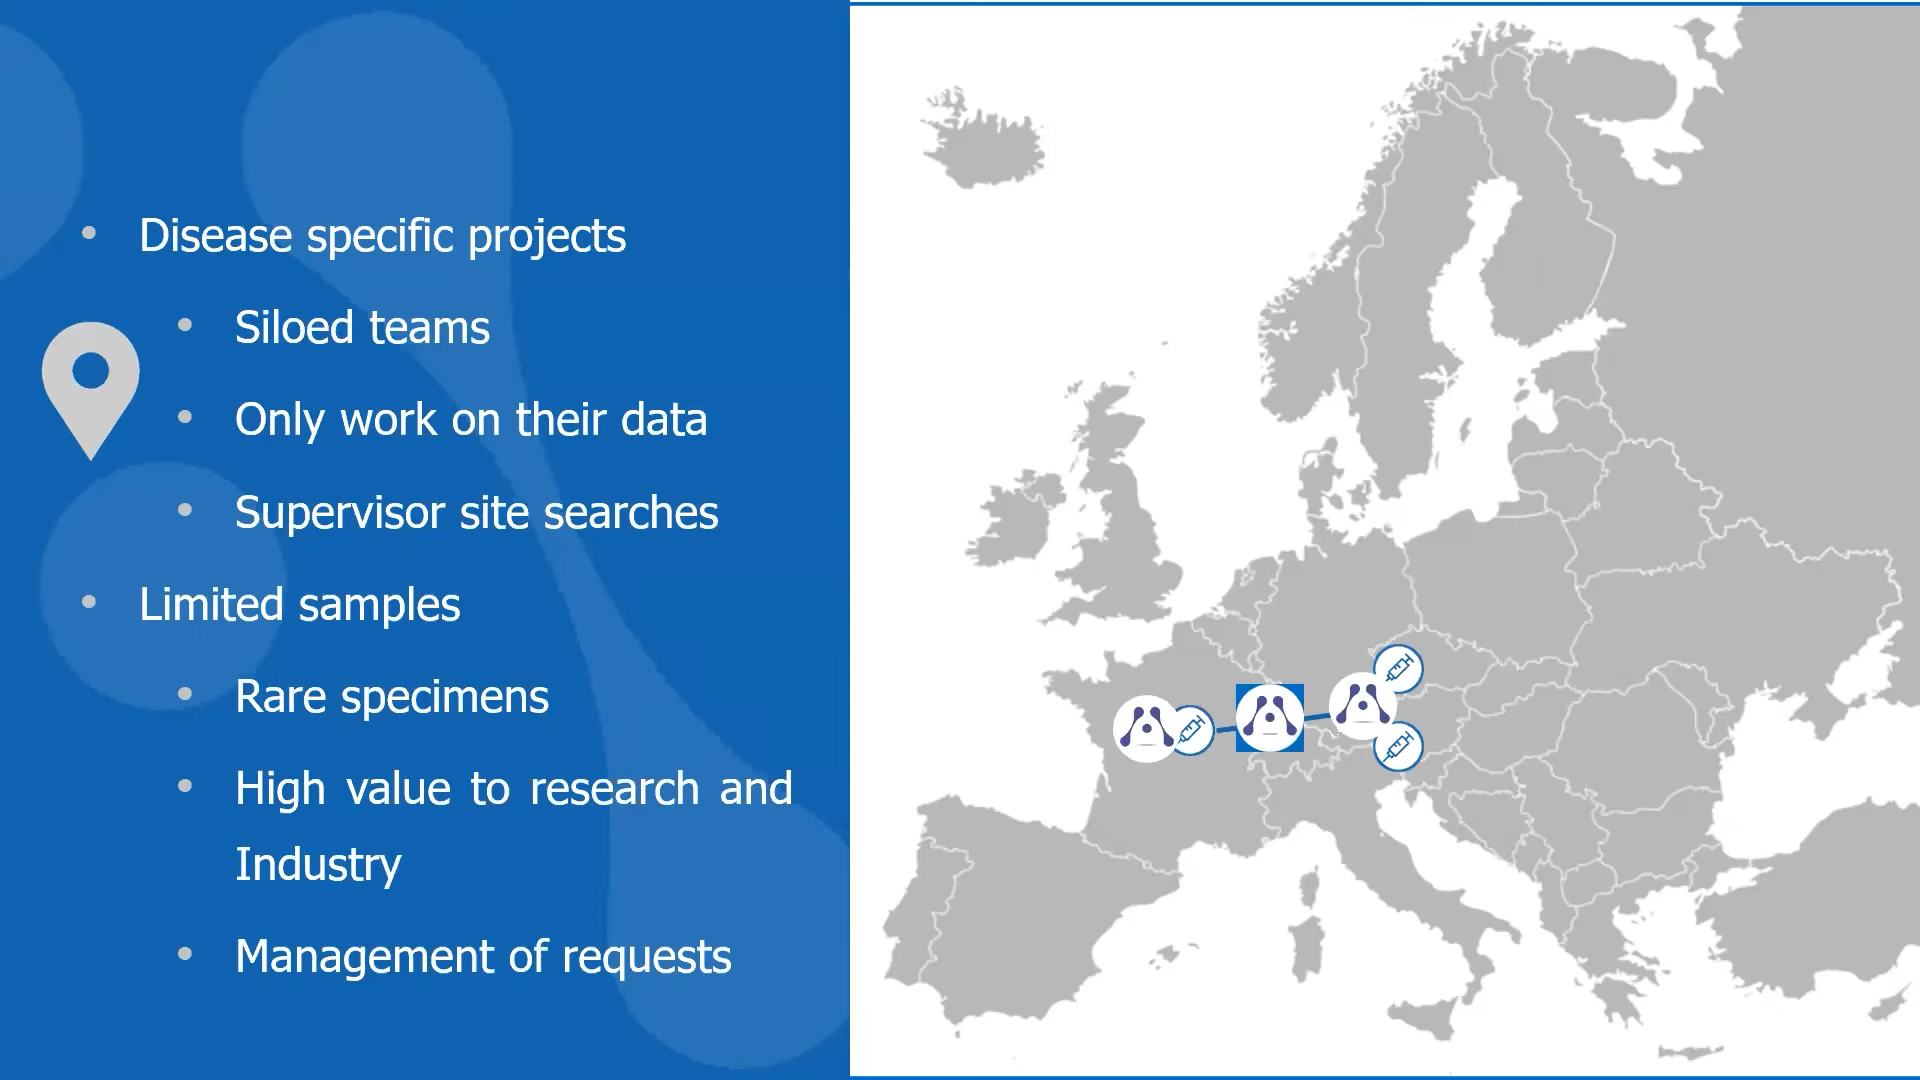 Disease specific projects
Siloed teams
Only work on their data
Supervisor site searches
Limited samples
Rare specimens
High value to research and
Industry
Management of requests